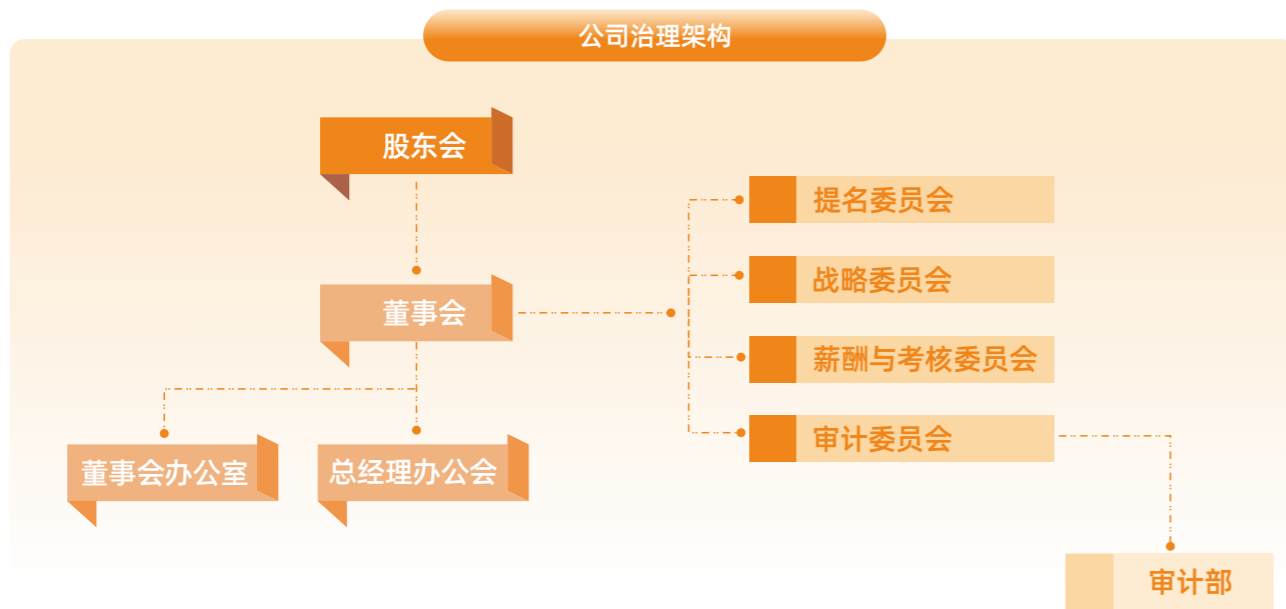 公司治理架构
股东会
董事会
董事会办公室
总经理办公会
提名委员会
战略委员会
薪酬与考核委员会
审计委员会
审计部